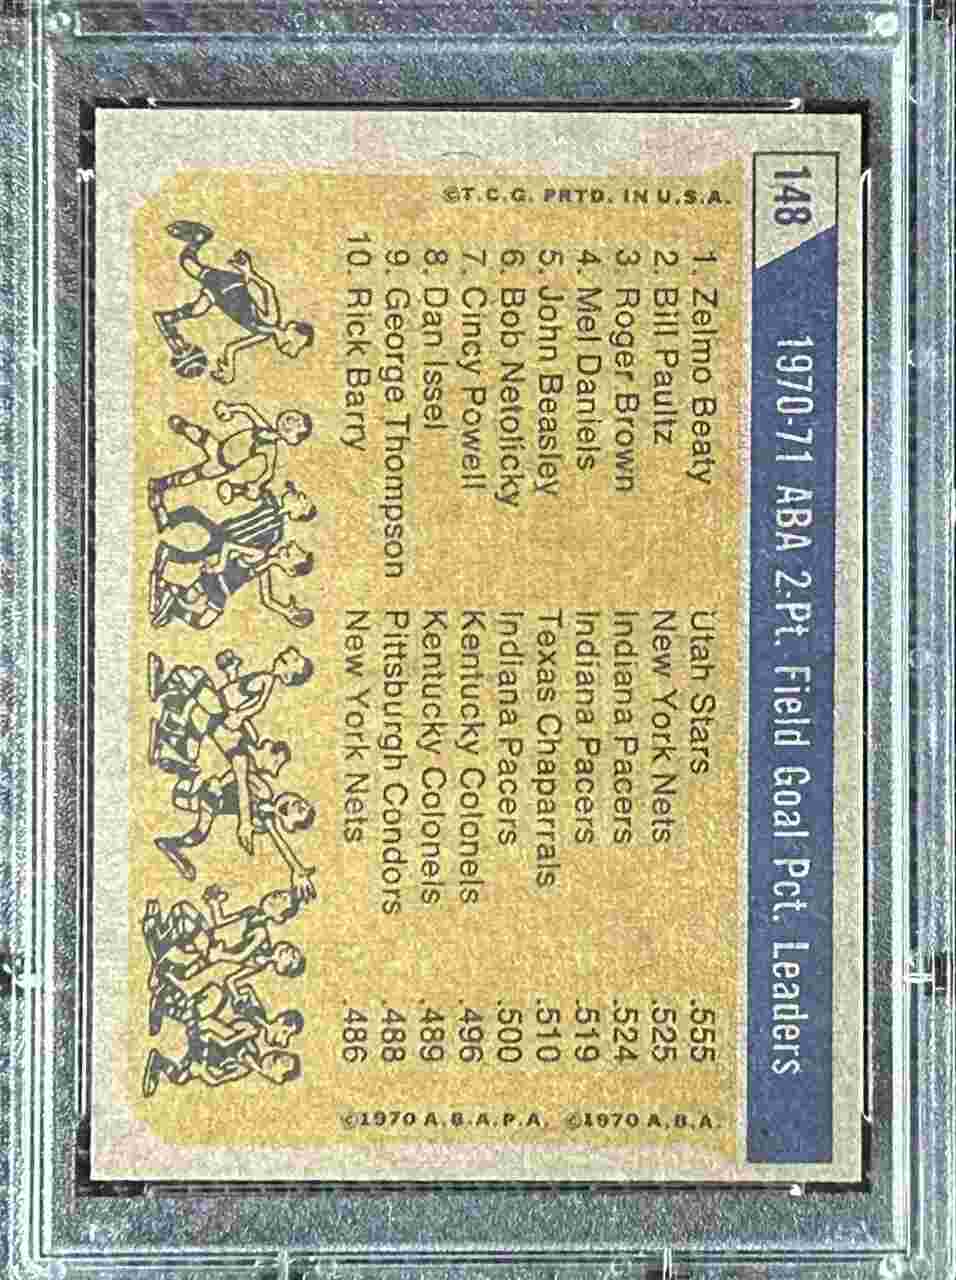 148
1970-71 ABA 2-Pt. Field Goal Pct. Leaders
1. Zelmo Beaty Utah Stars .555
2. Bill Paultz New York Nets .525
3. Roger Brown Indiana Pacers .524
4. Mel Daniels Indiana Pacers .519
5. John Beasley Texas Chaparrals .510
6. Bob Netolicky Indiana Pacers .500
7. Cincy Powell Kentucky Colonels .496
8. Dan Issel Kentucky Colonels .489
9. George Thompson Pittsburgh Condors .488
10. Rick Barry New York Nets .486
©T.C.G. PRTD. IN U.S.A.
©1970 A.B.A.P.A. ©1970 A.B.A.